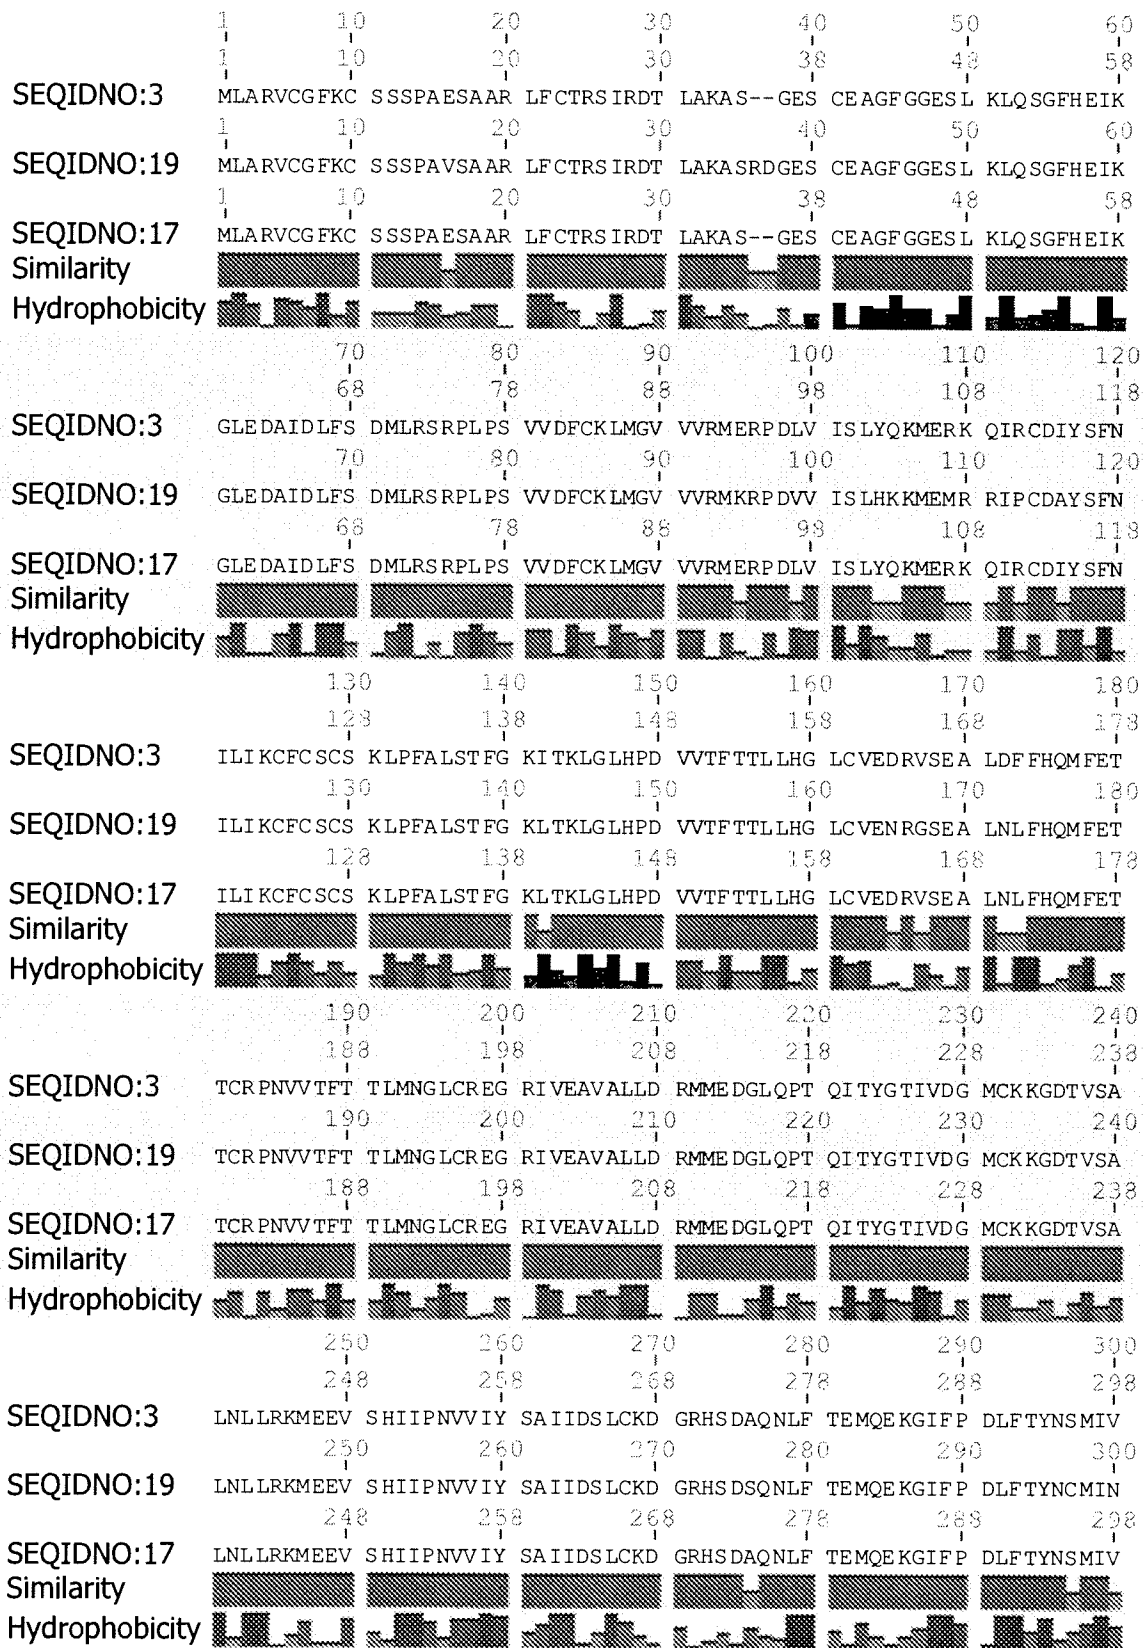 1 10 20 30 40 50 60
1 10 20 30 38 48 58
SEQIDNO:3 MLARVCGFKC SSSPAESAAR LFCTRSIRDT LAKAS--GES CEAGFGGESL KLQSGFHEIK
1 10 20 30 40 50 60
SEQIDNO:19 MLARVCGFKC SSSPAVSAAR LFCTRSIRDT LAKASRDGES CEAGFGGESL KLQSGFHEIK
1 10 20 30 38 48 58
SEQIDNO:17 MLARVCGFKC SSSPAESAAR LFCTRSIRDT LAKAS--GES CEAGFGGESL KLQSGFHEIK
Similarity
Hydrophobicity
70 80 90 100 110 120
68 78 88 98 108 118
SEQIDNO:3 GLEDAIDLFS DMLRSRPLPS VVDFCKLMGV VVRMERPDLV ISLYQKMERK QIRCDIYSFN
70 80 90 100 110 120
SEQIDNO:19 GLEDAIDLFS DMLRSRPLPS VVDFCKLMGV VVRMKRPDVV ISLHKKMEMR RIPCDAYSFN
68 78 88 98 108 118
SEQIDNO:17 GLEDAIDLFS DMLRSRPLPS VVDFCKLMGV VVRMERPDLV ISLYQKMERK QIRCDIYSFN
Similarity
Hydrophobicity
130 140 150 160 170 180
128 138 148 158 168 178
SEQIDNO:3 ILIKCFCSCS KLPFALSTFG KITKLGLHPD VVTFTTLLHG LCVEDRVSEA LDFFHQMFET
130 140 150 160 170 180
SEQIDNO:19 ILIKCFCSCS KLPFALSTFG KLTKLGLHPD VVTFTTLLHG LCVENRGSEA LNLFHQMFET
128 138 148 158 168 178
SEQIDNO:17 ILIKCFCSCS KLPFALSTFG KLTKLGLHPD VVTFTTLLHG LCVEDRVSEA LNLFHQMFET
Similarity
Hydrophobicity
190 200 210 220 230 240
188 198 208 218 228 238
SEQIDNO:3 TCRPNVVTFT TLMNGLCREG RIVEAVALLD RMMEDGLQPT QITYGTIVDG MCKKGDTVSA
190 200 210 220 230 240
SEQIDNO:19 TCRPNVVTFT TLMNGLCREG RIVEAVALLD RMMEDGLQPT QITYGTIVDG MCKKGDTVSA
188 198 208 218 228 238
SEQIDNO:17 TCRPNVVTFT TLMNGLCREG RIVEAVALLD RMMEDGLQPT QITYGTIVDG MCKKGDTVSA
Similarity
Hydrophobicity
250 260 270 280 290 300
248 258 268 278 288 298
SEQIDNO:3 LNLLRKMEEV SHIIPNVVIY SAIIDSLCKD GRHSDAQNLF TEMQEKGIFP DLFTYNSMIV
250 260 270 280 290 300
SEQIDNO:19 LNLLRKMEEV SHIIPNVVIY SAIIDSLCKD GRHSDSQNLF TEMQEKGIFP DLFTYNCMIN
248 258 268 278 288 298
SEQIDNO:17 LNLLRKMEEV SHIIPNVVIY SAIIDSLCKD GRHSDAQNLF TEMQEKGIFP DLFTYNSMIV
Similarity
Hydrophobicity